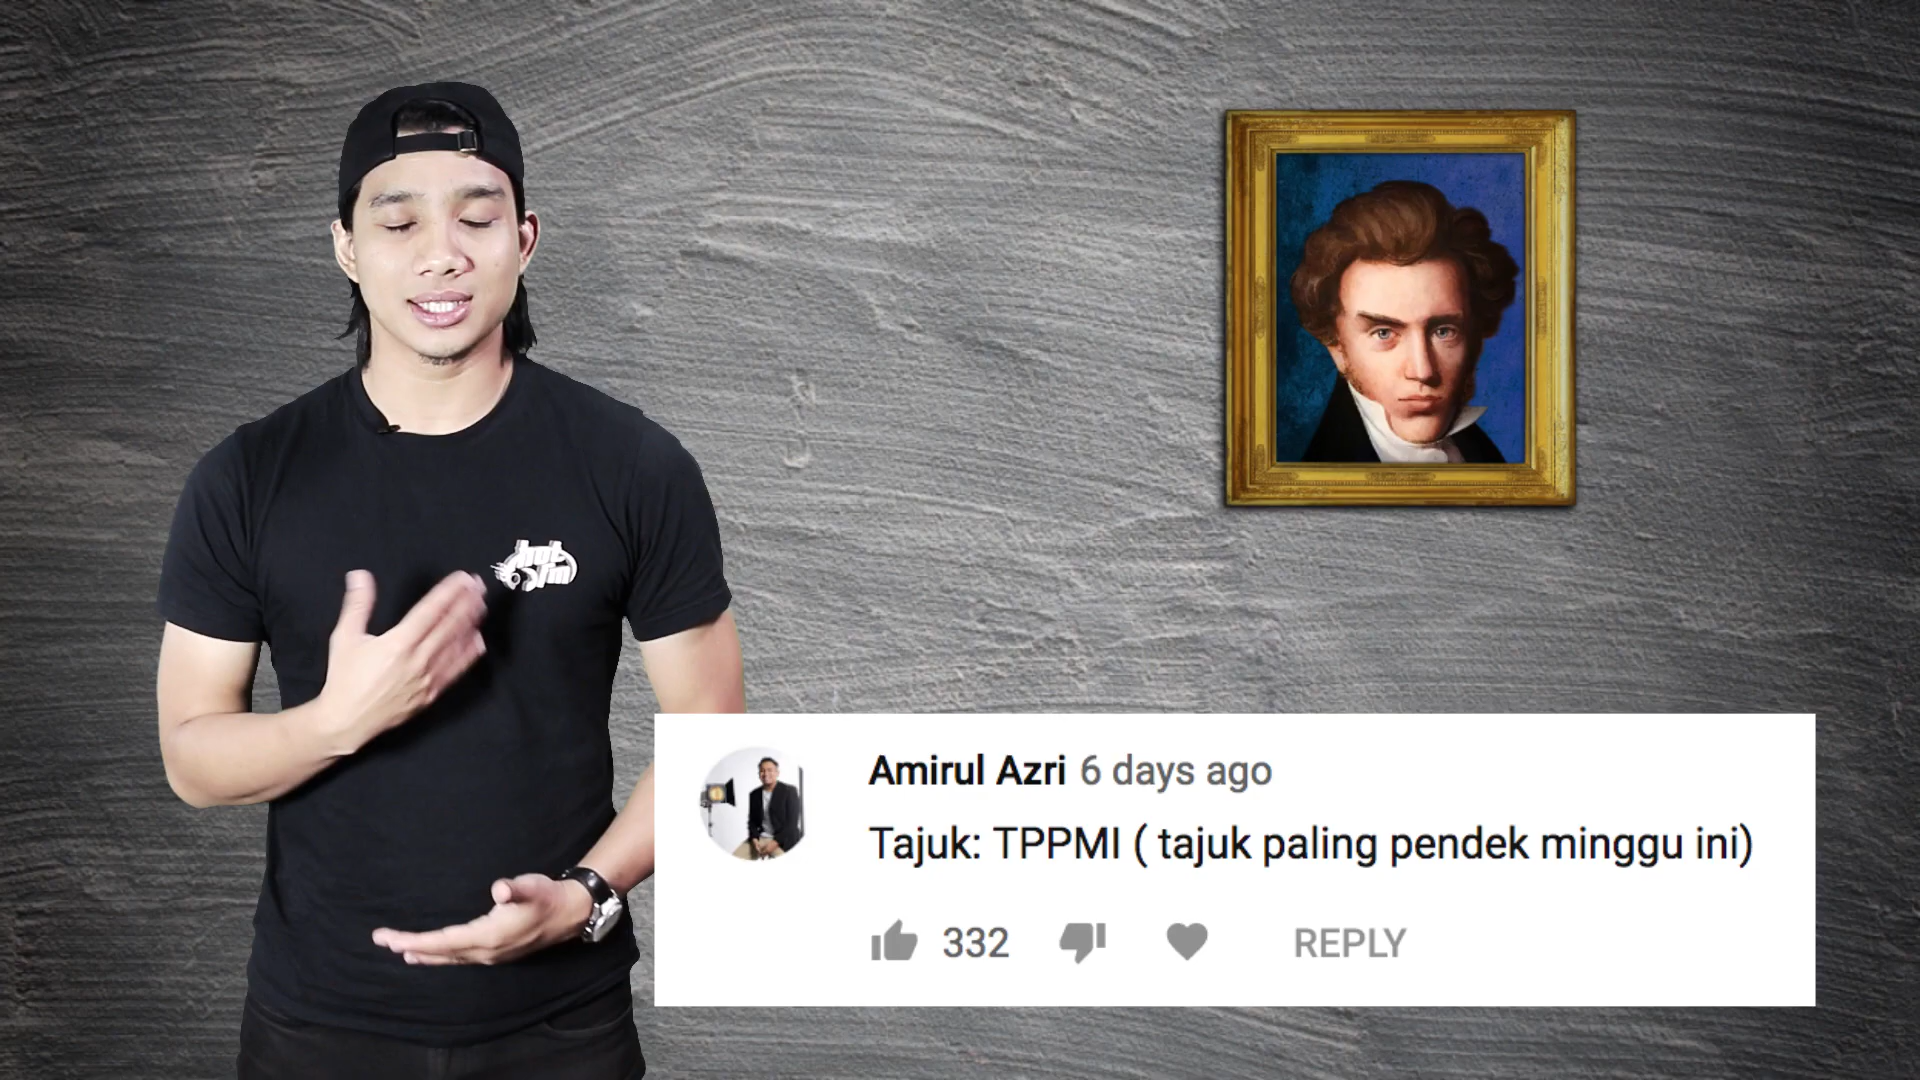 Amirul Azri 6 days ago
Tajuk: TPPMI ( tajuk paling pendek minggu ini)
332
REPLY